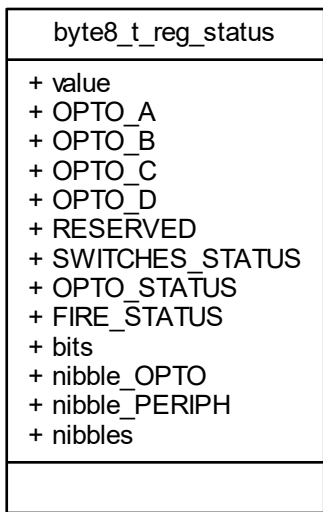 byte8_t_reg_status
+ value
+ OPTO_A
+ OPTO_B
+ OPTO_C
+ OPTO_D
+ RESERVED
+ SWITCHES_STATUS
+ OPTO_STATUS
+ FIRE_STATUS
+ bits
+ nibble_OPTO
+ nibble_PERIPH
+ nibbles